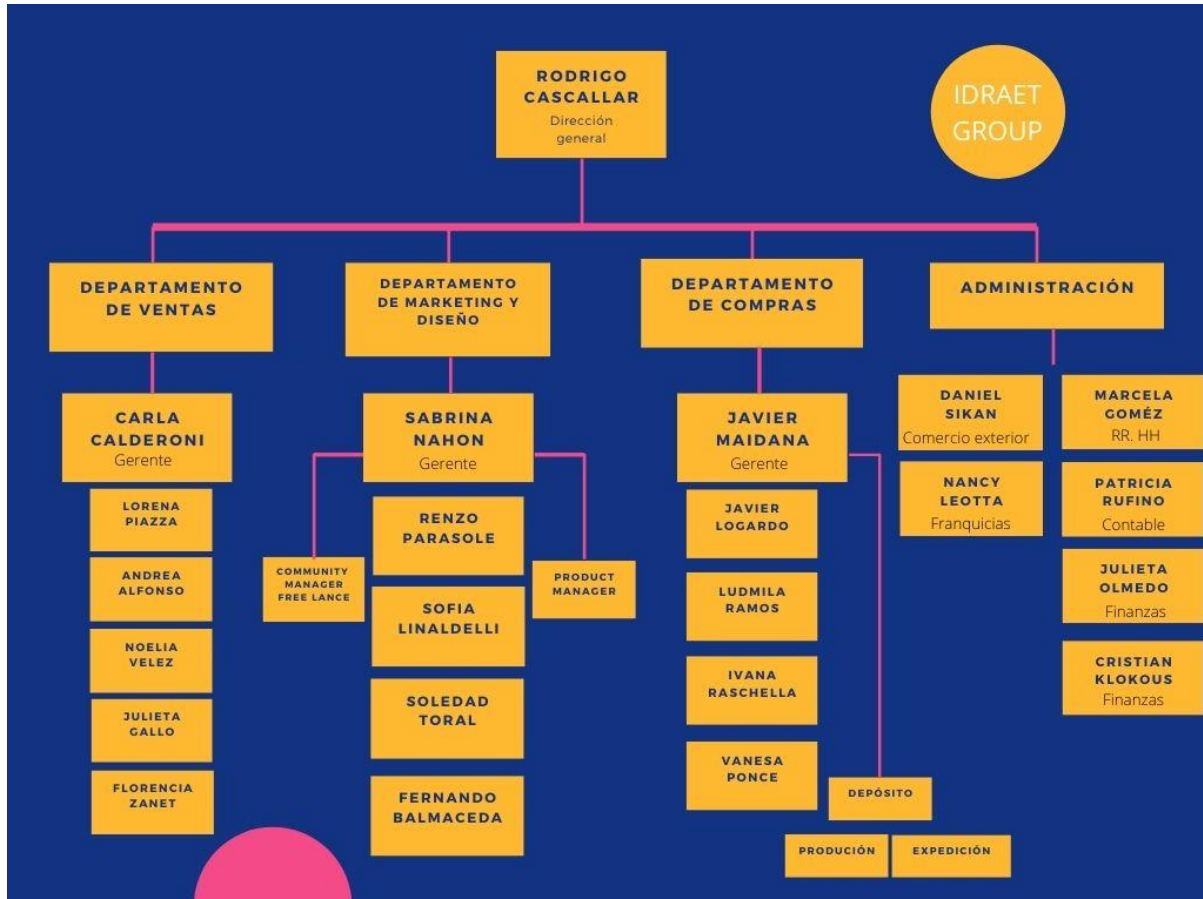 RODRIGO
CASCALLAR
Dirección
general
IDRAET
GROUP
DEPARTAMENTO
DE VENTAS
DEPARTAMENTO
DE MARKETING Y
DISEÑO
DEPARTAMENTO
DE COMPRAS
ADMINISTRACIÓN
CARLA
CALDERONI
Gerente
LORENA
PIAZZA
ANDREA
ALFONSO
NOELIA
VELEZ
JULIETA
GALLO
FLORENCIA
ZANET
SABRINA
NAHON
Gerente
COMMUNITY
MANAGER
FREE LANCE
RENZO
PARASOLE
SOFIA
LINALDELLI
SOLEDAD
TORAL
FERNANDO
BALMACEDA
PRODUCT
MANAGER
JAVIER
MAIDANA
Gerente
JAVIER
LOGARDO
LUDMILA
RAMOS
IVANA
RASCHELLA
VANESA
PONCE
DEPÓSITO
PRODUCIÓN
EXPEDICIÓN
DANIEL
SIKAN
Comercio exterior
NANCY
LEOTTA
Franquicias
MARCELA
GOMÉZ
RR. HH
PATRICIA
RUFINO
Contable
JULIETA
OLMEDO
Finanzas
CRISTIAN
KLOKOUS
Finanzas